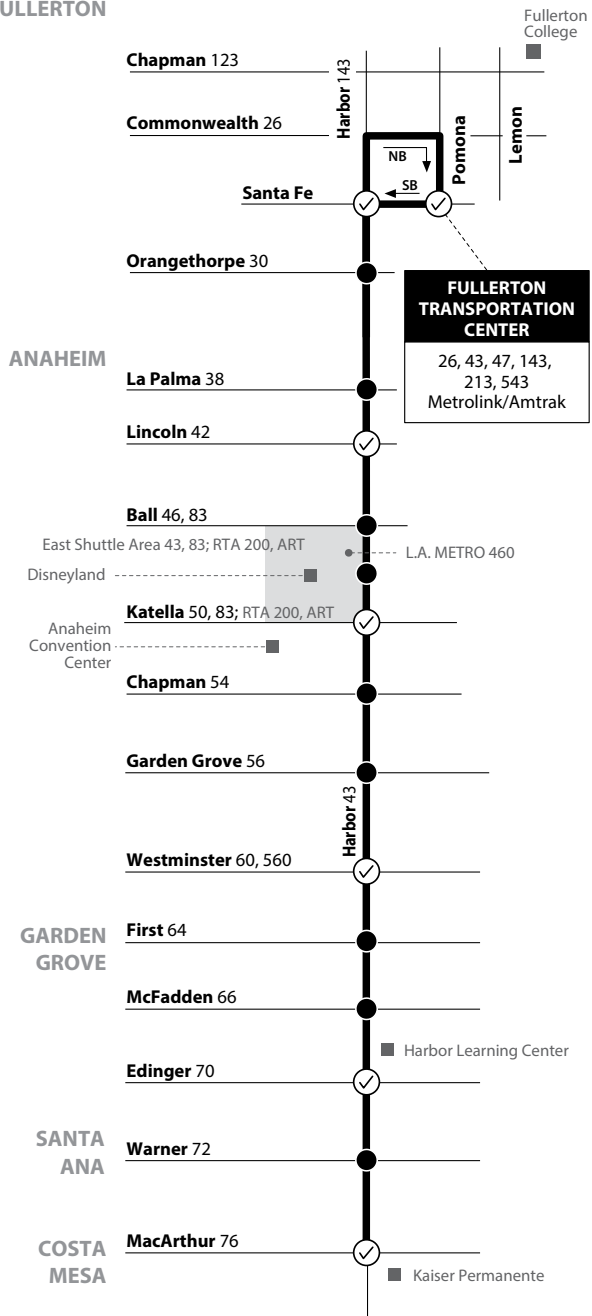 ULLERTON
Fullerton
College
Chapman 123
Harbor 143
Commonwealth 26
Pomona
Lemon
NB
SB
Santa Fe
Orangethorpe 30
FULLERTON
TRANSPORTATION
CENTER
26, 43, 47, 143,
213, 543
Metrolink/Amtrak
ANAHEIM
La Palma 38
Lincoln 42
Ball 46, 83
East Shuttle Area 43, 83; RTA 200, ART
L.A. METRO 460
Disneyland
Katella 50, 83; RTA 200, ART
Anaheim
Convention
Center
Chapman 54
Garden Grove 56
Harbor 43
Westminster 60, 560
GARDEN
GROVE
First 64
McFadden 66
Harbor Learning Center
Edinger 70
SANTA
ANA
Warner 72
COSTA
MESA
MacArthur 76
Kaiser Permanente